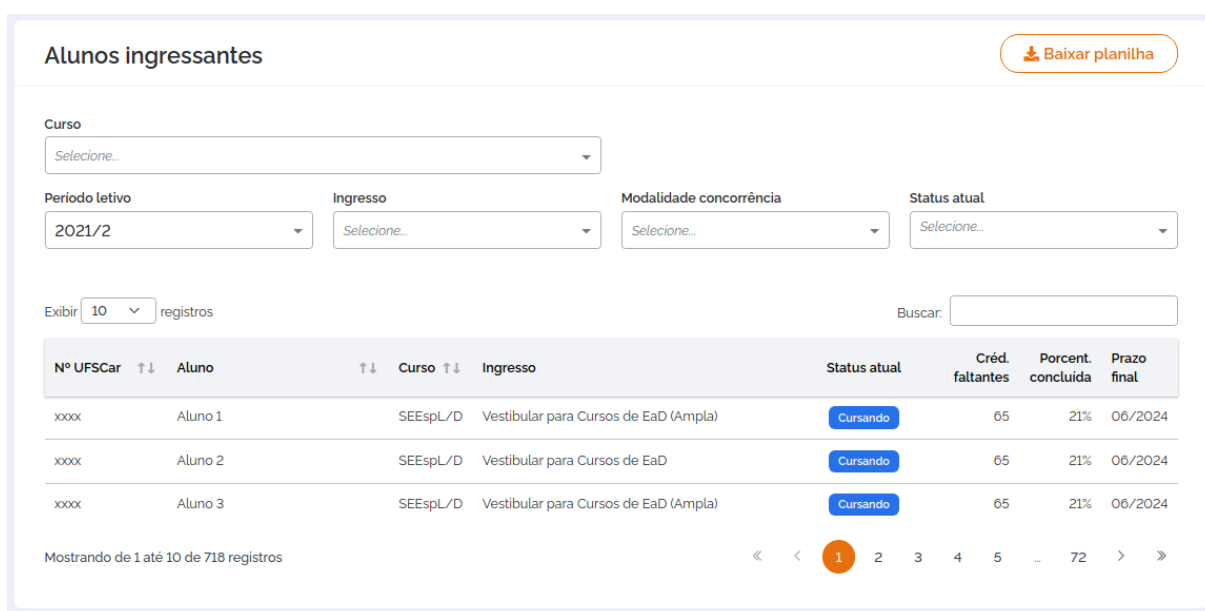 Alunos ingressantes
Baixar planilha
Curso
Selecione...
Período letivo Ingresso Modalidade concorrência Status atual
2021/2 Selecione... Selecione... Selecione...
Exibir 10 registros Buscar:
Nº UFSCar Aluno Curso Ingresso Status atual Créd. faltantes Porcent. concluída Prazo final
xxxx Aluno 1 SEEspL/D Vestibular para Cursos de EaD (Ampla) Cursando 65 21% 06/2024
xxxx Aluno 2 SEEspL/D Vestibular para Cursos de EaD Cursando 65 21% 06/2024
xxxx Aluno 3 SEEspL/D Vestibular para Cursos de EaD (Ampla) Cursando 65 21% 06/2024
Mostrando de 1 até 10 de 718 registros « < 1 2 3 4 5 ... 72 > »